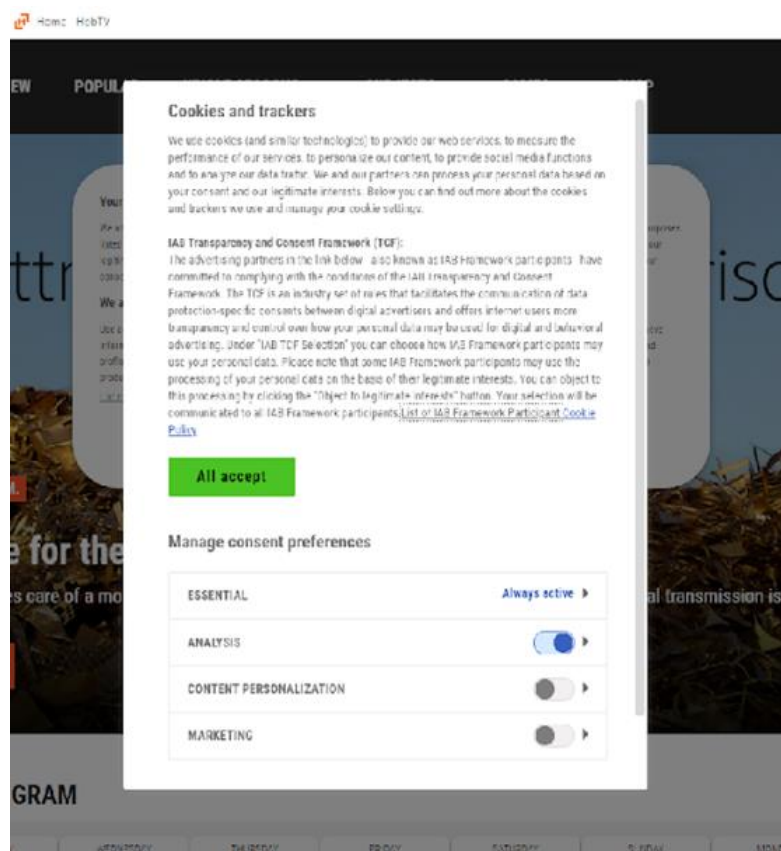 Home HobTV
EW POPULA
Cookies and trackers
We use cookies (and similar technologies) to provide our web services, to measure the
performance of our services, to personalize our content, to provide social media functions
and to analyze our data traffic. We and our partners can process your personal data based on
your consent and our legitimate interests. Below you can find out more about the cookies
and trackers we use and manage your cookie settings.
Your
We a
ttr
isc
IAB Transparency and Consent Framework (TCF):
The advertising partners in the link below - also known as IAB Framework participants - have
committed to complying with the conditions of the IAB Transparency and Consent
Framework. The TCF is an industry set of rules that facilitates the communication of data
protection-specific consents between digital advertisers and offers internet users more
transparency and control over how your personal data may be used for digital and behavioral
advertising. Under "IAB TCF Selection" you can choose how IAB Framework participants may
use your personal data. Please note that some IAB Framework participants may use the
processing of your personal data on the basis of their legitimate interests. You can object to
this processing by clicking the "Object to legitimate interests" button. Your selection will be
communicated to all IAB Framework participants.List of IAB Framework Participant Cookie
Policy
All accept
e for the
Manage consent preferences
es care of a mo
al transmission is
ESSENTIAL Always active
ANALYSIS
CONTENT PERSONALIZATION
MARKETING
GRAM
WEDNESDAY THURSDAY FRIDAY SATURDAY SUNDAY MON